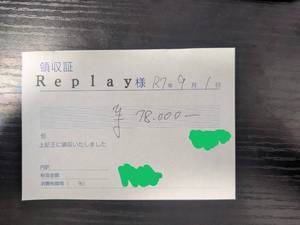 領収証
Replay様 R7年9月1日
¥78.000—
但
上記正に領収いたしました
内訳
税抜金額
消費税額等（ %）